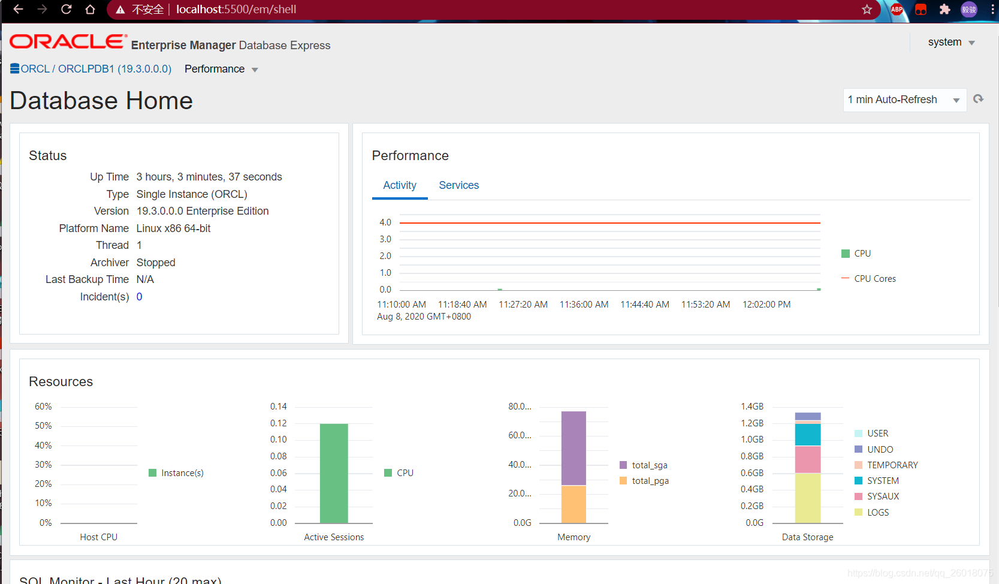 不安全 localhost:5500/em/shell
ABP
毅骏
ORACLE Enterprise Manager Database Express
system
ORCL / ORCLPDB1 (19.3.0.0.0) Performance
Database Home
1 min Auto-Refresh
Status
Up Time 3 hours, 3 minutes, 37 seconds
Type Single Instance (ORCL)
Version 19.3.0.0.0 Enterprise Edition
Platform Name Linux x86 64-bit
Thread 1
Archiver Stopped
Last Backup Time N/A
Incident(s) 0
Performance
Activity Services
4.0
3.0
2.0
1.0
0.0
11:10:00 AM 11:18:40 AM 11:27:20 AM 11:36:00 AM 11:44:40 AM 11:53:20 AM 12:02:00 PM
Aug 8, 2020 GMT+0800
CPU
CPU Cores
Resources
60%
50%
40%
30%
20%
10%
0%
Host CPU
Instance(s)
0.14
0.12
0.10
0.08
0.06
0.04
0.02
0.00
Active Sessions
CPU
80.0...
60.0...
40.0...
20.0...
0.0G
Memory
total_sga
total_pga
1.4GB
1.2GB
1.0GB
0.8GB
0.6GB
0.4GB
0.2GB
0.0G
Data Storage
USER
UNDO
TEMPORARY
SYSTEM
SYSAUX
LOGS
SQL Monitor - Last Hour (20 max)
https://blog.csdn.net/qq_26018075